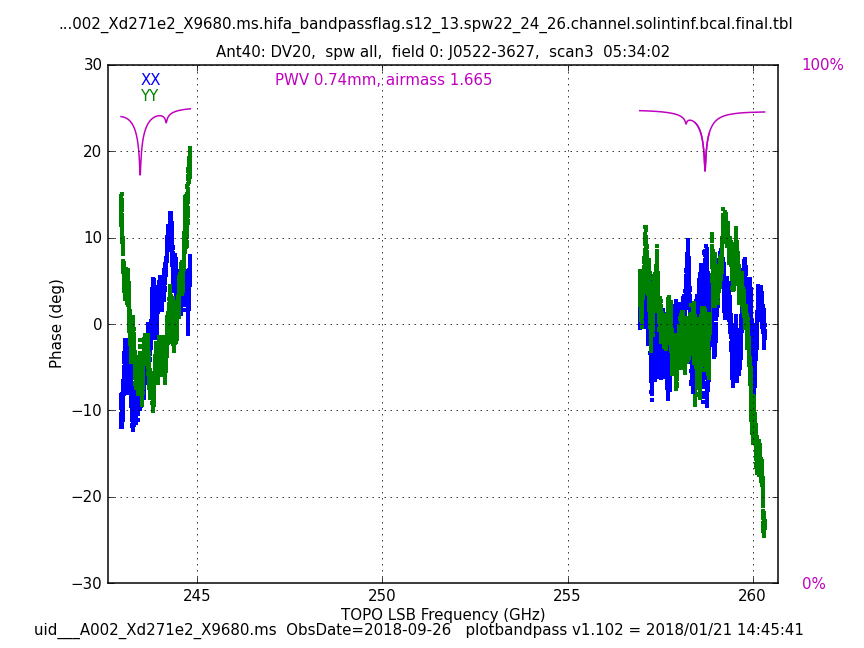 ...002_Xd271e2_X9680.ms.hifa_bandpassflag.s12_13.spw22_24_26.channel.solintinf.bcal.final.tbl
Ant40: DV20,  spw all,  field 0: J0522-3627,  scan3  05:34:02
30
100%
XX
PWV 0.74mm, airmass 1.665
YY
20
10
0
−10
−20
−30
0%
Phase (deg)
245
250
255
260
TOPO LSB Frequency (GHz)
uid___A002_Xd271e2_X9680.ms  ObsDate=2018-09-26   plotbandpass v1.102 = 2018/01/21 14:45:41